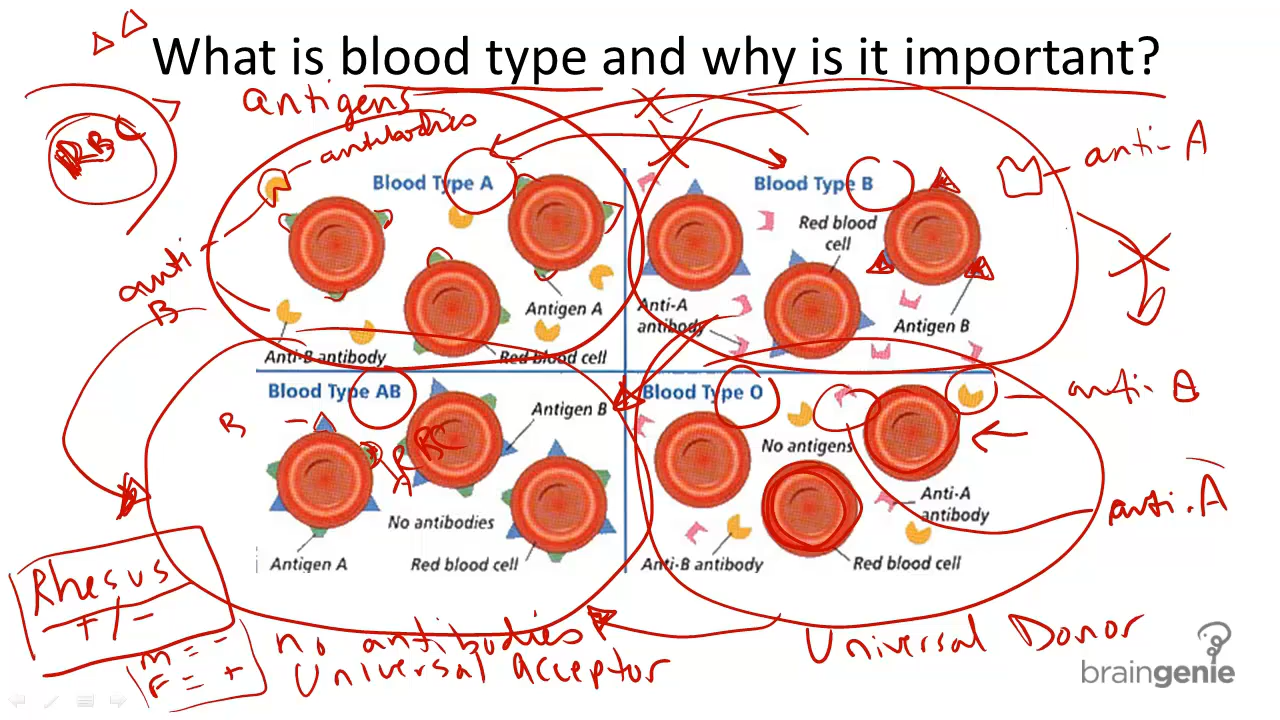 What is blood type and why is it important?
antigens
antibodies
RBC
anti-A
Blood Type A
Blood Type B
Red blood
cell
anti
B
Antigen A
Anti-A
antibody
Antigen B
Anti-B antibody
Red blood cell
Blood Type AB
Blood Type O
B
Antigen B
No antigens
RBC
A
No antibodies
Anti-A
antibody
anti-A
Antigen A
Red blood cell
Anti-B antibody
Red blood cell
Rhesus
+/-
M = -
F = +
no antibodies
Universal acceptor
Universal Donor
braingenie